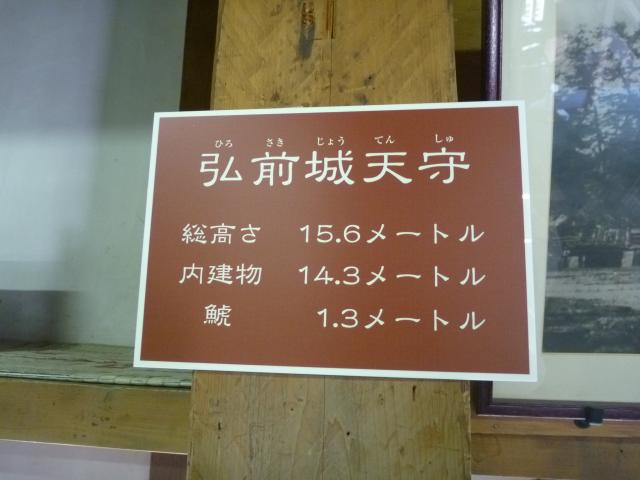 ひろ さき じょう てん しゅ
弘前城天守
総高さ 15.6メートル
内建物 14.3メートル
鯱 1.3メートル